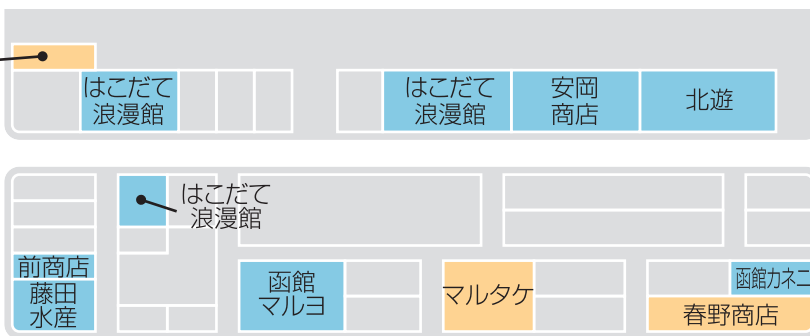 はこだて
浪漫館
はこだて
浪漫館
安岡
商店
北遊
はこだて
浪漫館
前商店
藤田
水産
函館
マルヨ
マルタケ
函館カネニ
春野商店